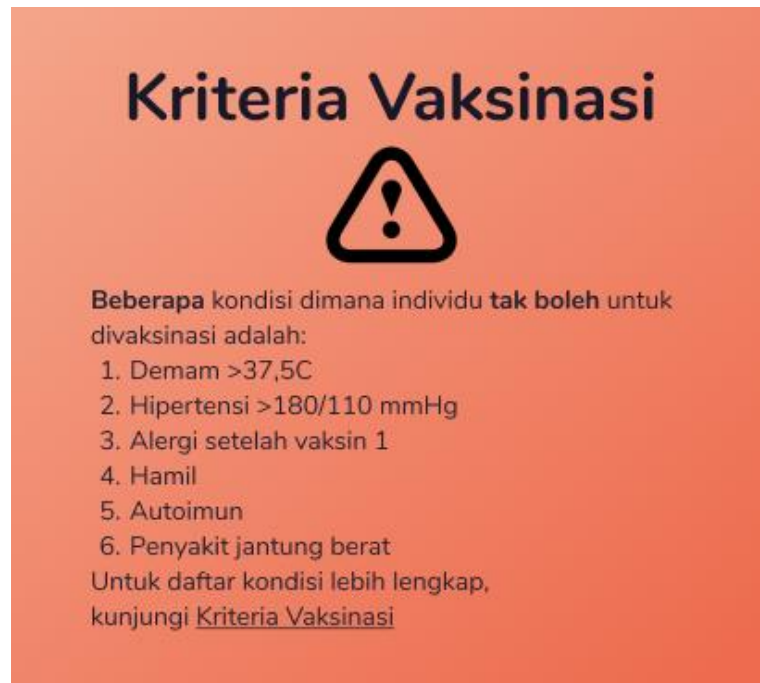 Kriteria Vaksinasi
Beberapa kondisi dimana individu tak boleh untuk
divaksinasi adalah:
1. Demam >37,5C
2. Hipertensi >180/110 mmHg
3. Alergi setelah vaksin 1
4. Hamil
5. Autoimun
6. Penyakit jantung berat
Untuk daftar kondisi lebih lengkap,
kunjungi Kriteria Vaksinasi